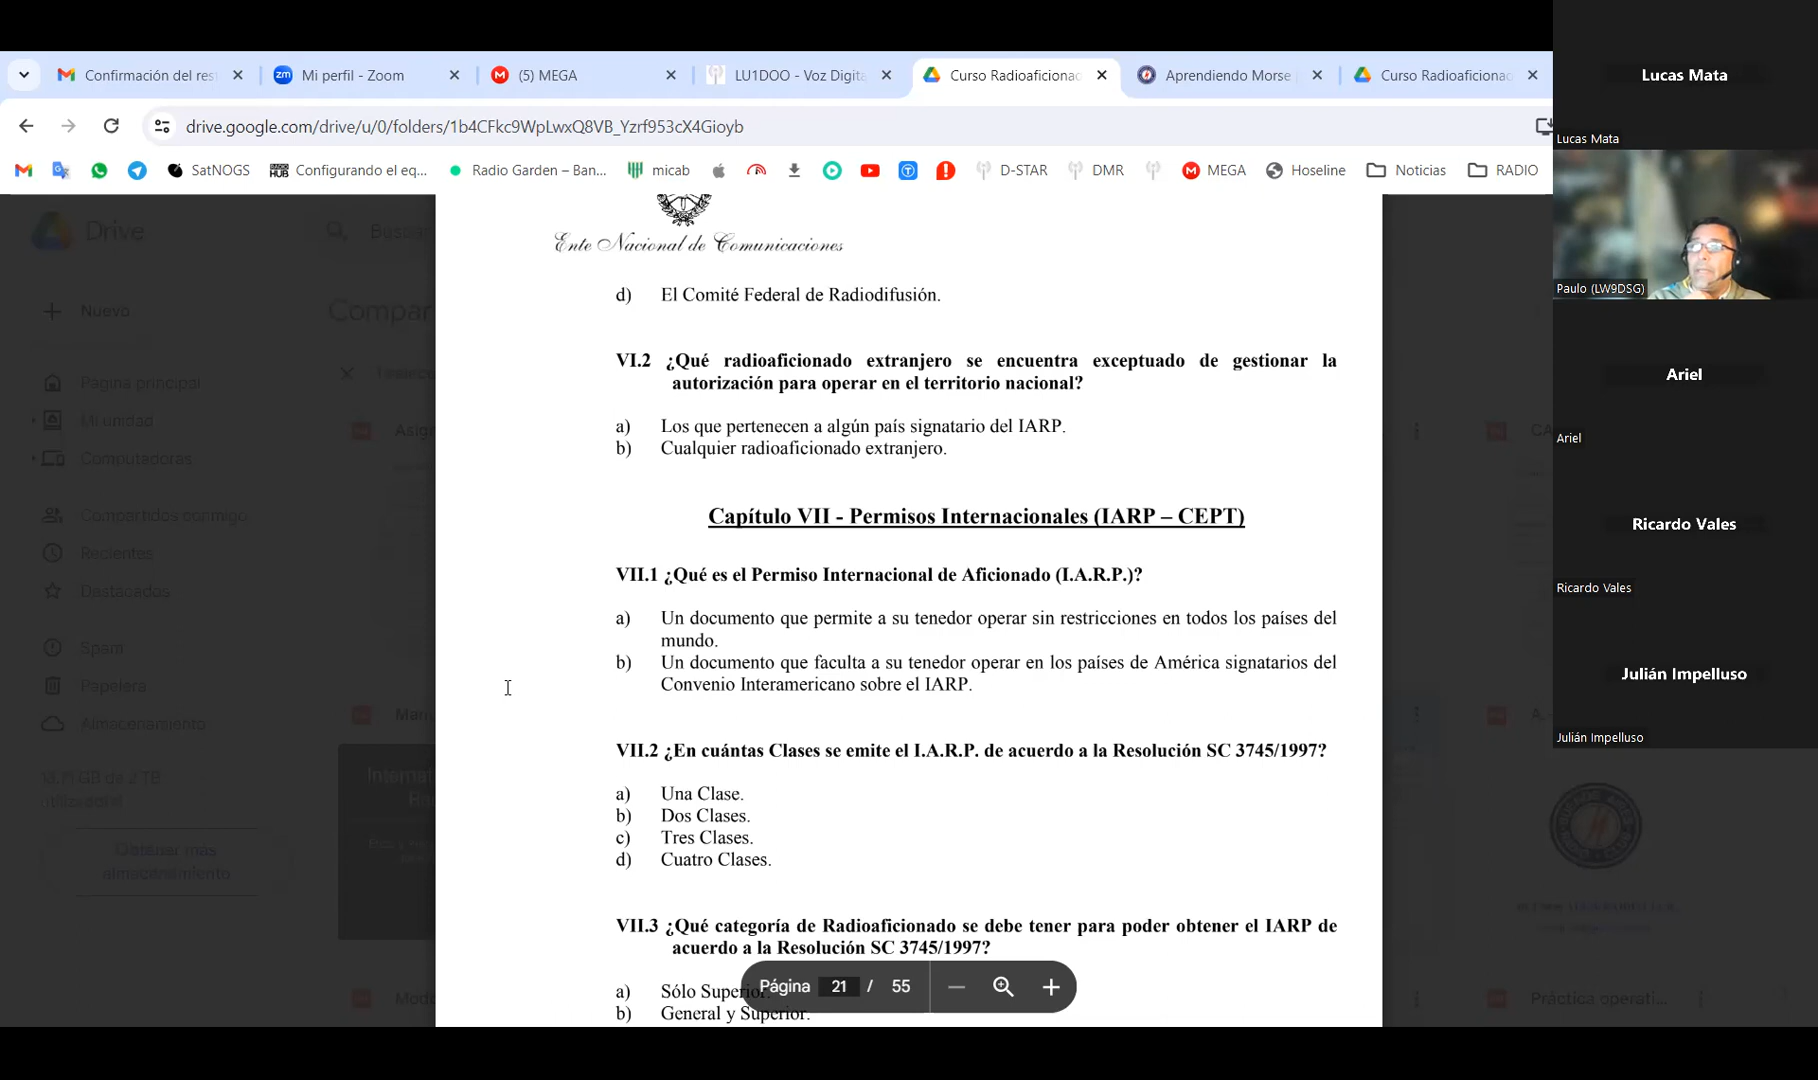 Confirmación del rest
Mi perfil - Zoom
(5) MEGA
LU1DOO - Voz Digita
Curso Radioaficionad
Aprendiendo Morse
Curso Radioaficionad
drive.google.com/drive/u/0/folders/1b4CFkc9WpLwxQ8VB_Yzrf953cX4Gioyb
SatNOGS
Configurando el eq...
Radio Garden – Ban...
micab
D-STAR
DMR
MEGA
Hoseline
Noticias
RADIO
Drive
Nuevo
Compar
Página principal
Mi unidad
Computadoras
Compartidos conmigo
Recientes
Destacados
Spam
Papelera
Almacenamiento
GB de 2 TB
Obtener más
almacenamiento
Práctica operati...
Ente Nacional de Comunicaciones
d) El Comité Federal de Radiodifusión.
VI.2 ¿Qué radioaficionado extranjero se encuentra exceptuado de gestionar la
autorización para operar en el territorio nacional?
a) Los que pertenecen a algún país signatario del IARP.
b) Cualquier radioaficionado extranjero.
Capítulo VII - Permisos Internacionales (IARP – CEPT)
VII.1 ¿Qué es el Permiso Internacional de Aficionado (I.A.R.P.)?
a) Un documento que permite a su tenedor operar sin restricciones en todos los países del
mundo.
b) Un documento que faculta a su tenedor operar en los países de América signatarios del
Convenio Interamericano sobre el IARP.
VII.2 ¿En cuántas Clases se emite el I.A.R.P. de acuerdo a la Resolución SC 3745/1997?
a) Una Clase.
b) Dos Clases.
c) Tres Clases.
d) Cuatro Clases.
VII.3 ¿Qué categoría de Radioaficionado se debe tener para poder obtener el IARP de
acuerdo a la Resolución SC 3745/1997?
a) Sólo Superior.
b) General y Superior.
Página 21 / 55
Lucas Mata
Lucas Mata
Paulo (LW9DSG)
Ariel
Ariel
Ricardo Vales
Ricardo Vales
Julián Impelluso
Julián Impelluso